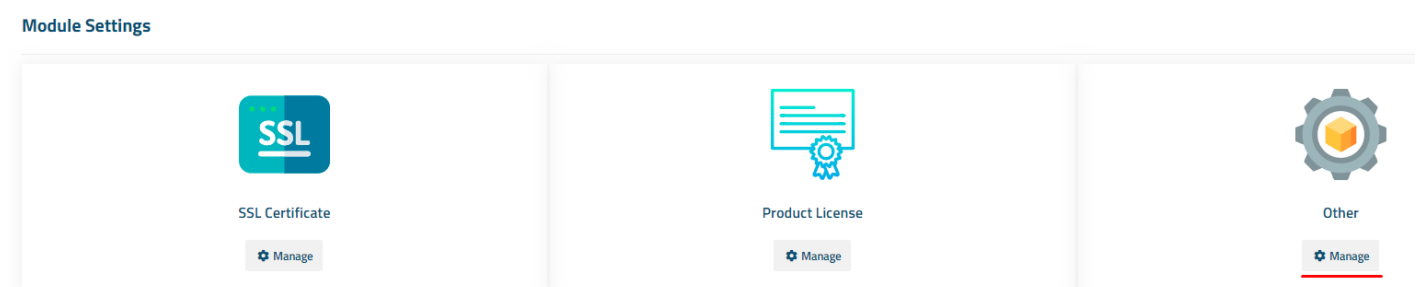 Module Settings
SSL
SSL Certificate
Product License
Other
Manage
Manage
Manage